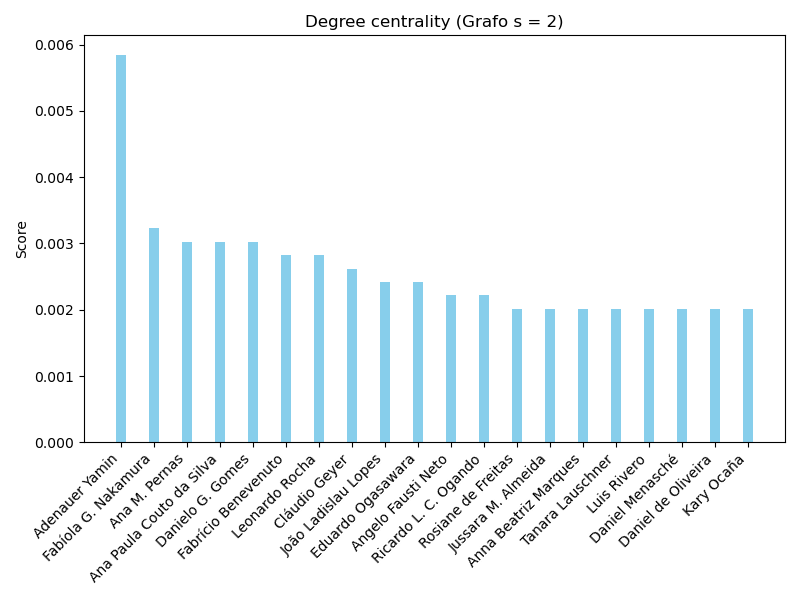 Degree centrality (Grafo s = 2)
0.006
0.005
0.004
0.003
0.002
0.001
0.000
Score
Adenauer Yamin
Fabíola G. Nakamura
Ana M. Pernas
Ana Paula Couto da Silva
Danielo G. Gomes
Fabrício Benevenuto
Leonardo Rocha
Cláudio Geyer
João Ladislau Lopes
Eduardo Ogasawara
Angelo Fausti Neto
Ricardo L. C. Ogando
Rosiane de Freitas
Jussara M. Almeida
Anna Beatriz Marques
Tanara Lauschner
Luis Rivero
Daniel Menasché
Daniel de Oliveira
Kary Ocaña